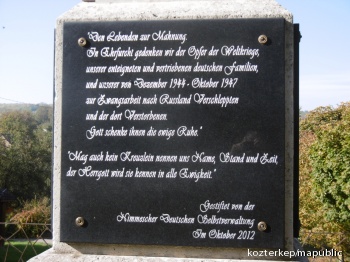 "Den Lebenden zur Mahnung.
In Ehrfurcht gedenken wir der Opfer der Weltkriege,
unserer enteigneten und vertriebenen deutschen Familien,
und unserer von Dezember 1944 - Oktober 1947
zur Zwangsarbeit nach Russland Verschleppten
und der dort Verstorbenen.
Gott schenke ihnen die ewige Ruhe."
"Mag auch kein Kreuzlein nennen uns Name, Stand und Zeit,
der Herrgott wird sie kennen in alle Ewigkeit."
Gestiftet von der
Himmescher Deutschen Selbstverwaltung
Im Oktober 2012
kozterkep/mapublic